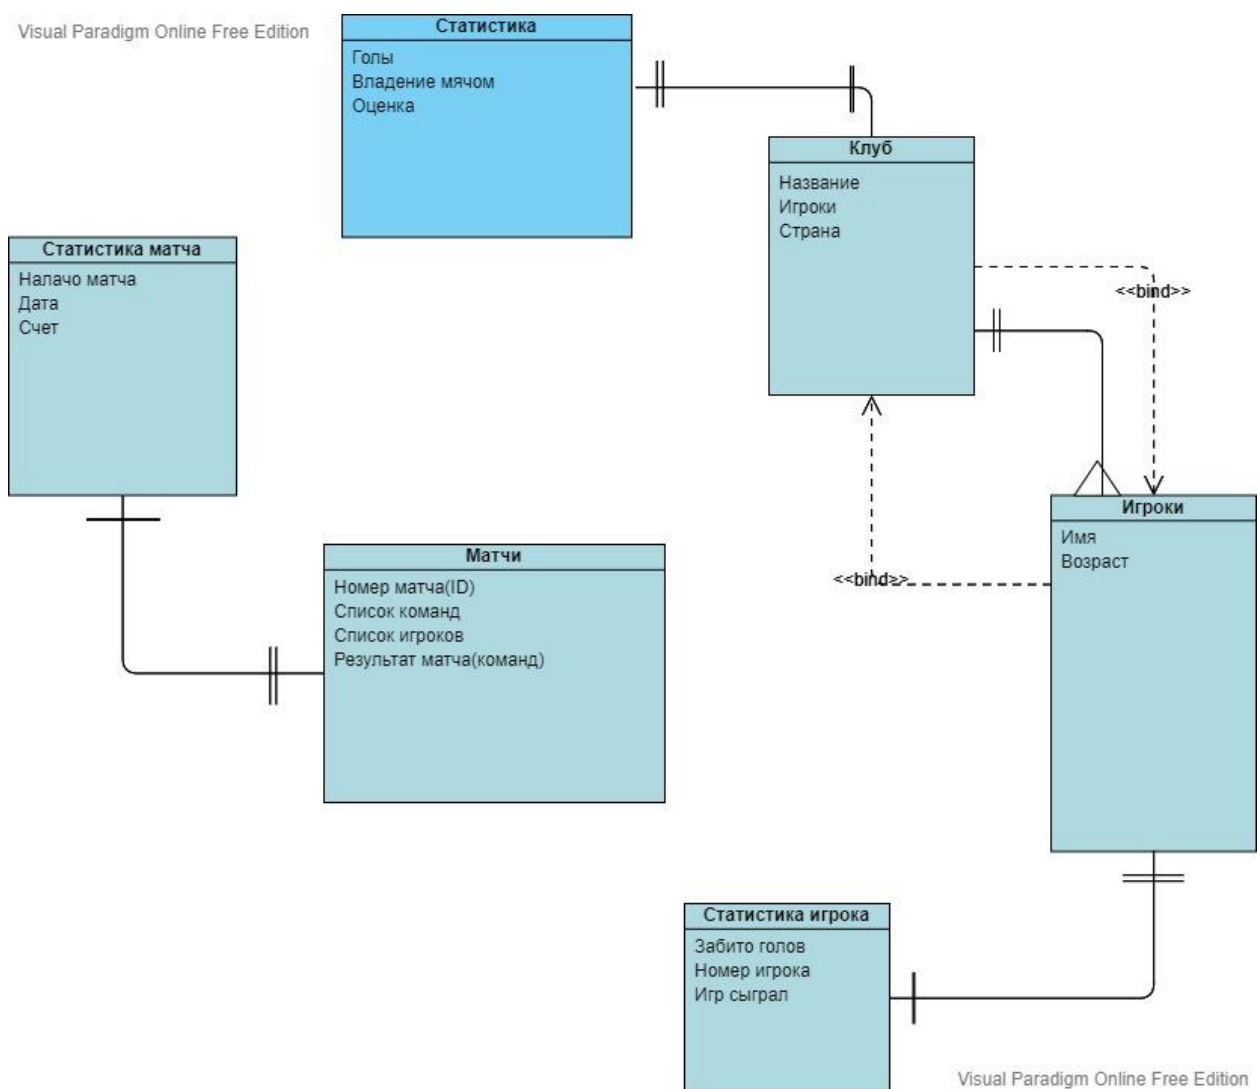 Visual Paradigm Online Free Edition
Статистика
Голы
Владение мячом
Оценка
Клуб
Название
Игроки
Страна
Статистика матча
Налачо матча
Дата
Счет
<<bind>>
Игроки
Имя
Возраст
<<bind>>
Матчи
Номер матча(ID)
Список команд
Список игроков
Результат матча(команд)
Статистика игрока
Забито голов
Номер игрока
Игр сыграл
Visual Paradigm Online Free Edition